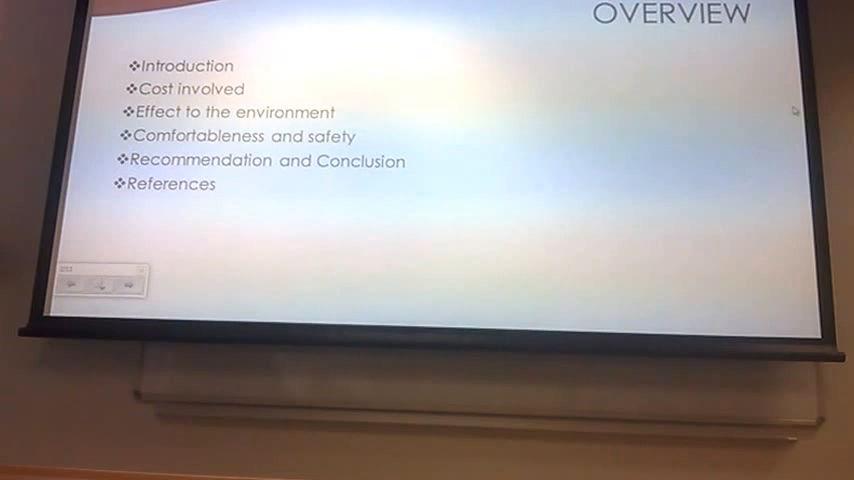 OVERVIEW
❖Introduction
❖Cost involved
❖Effect to the environment
❖Comfortableness and safety
❖Recommendation and Conclusion
❖References